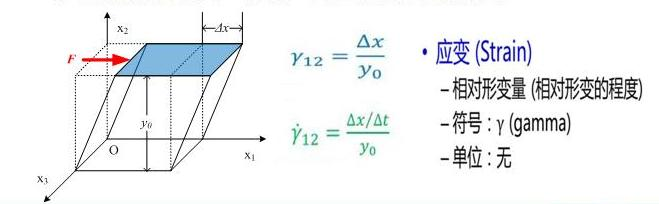 x₂
Δx
F
y₀
O
x₁
x₃
γ₁₂ = Δx / y₀
γ̇₁₂ = Δx/Δt / y₀
• 应变 (Strain)
– 相对形变量 (相对形变的程度)
– 符号 : γ (gamma)
– 单位 : 无